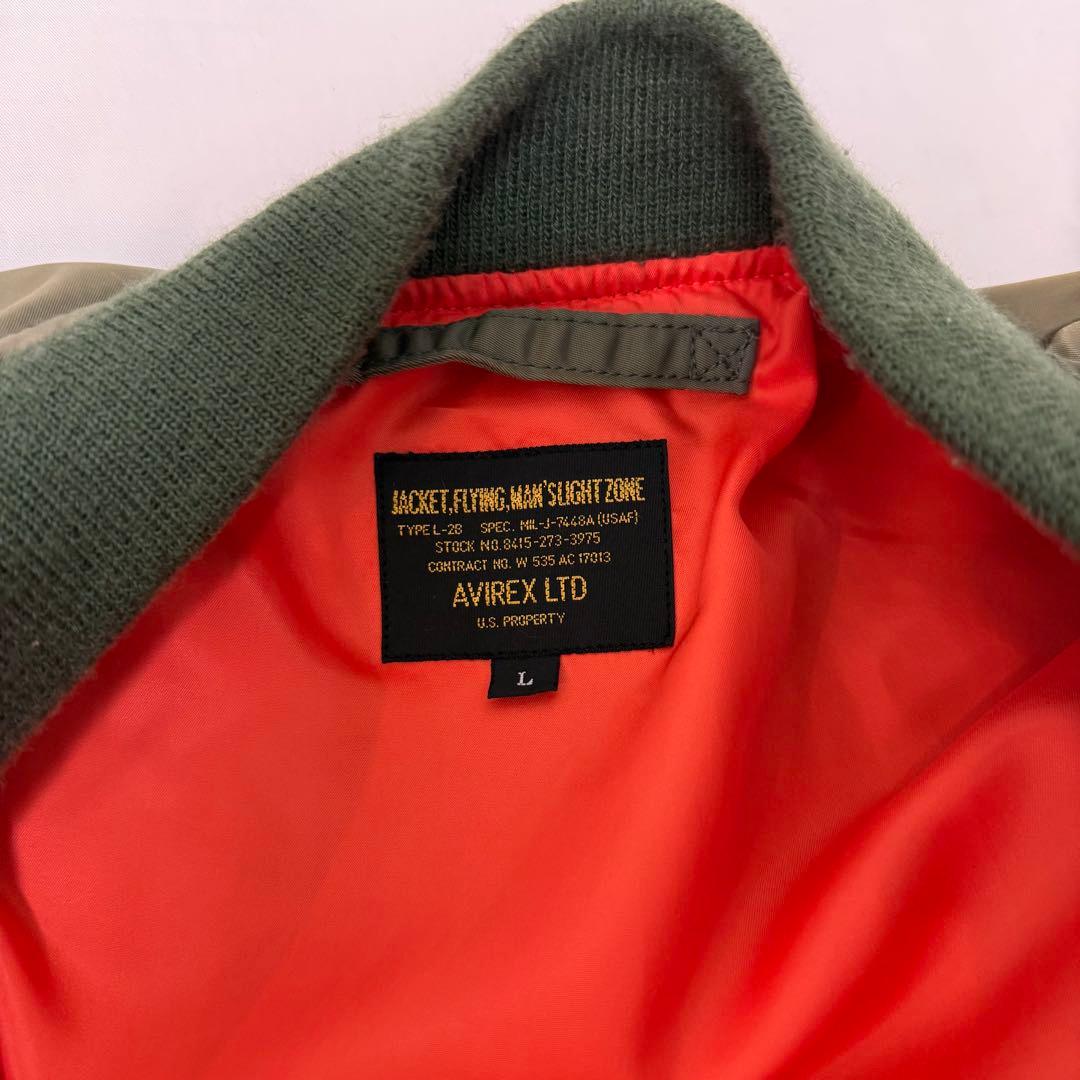 JACKET,FLYING,MAN'SLIGHT ZONE
TYPE L-2B SPEC. MIL-J-7448A (USAF)
STOCK NO.8415-273-3975
CONTRACT NO. W 535 AC 17013
AVIREX LTD
U.S. PROPERTY
L